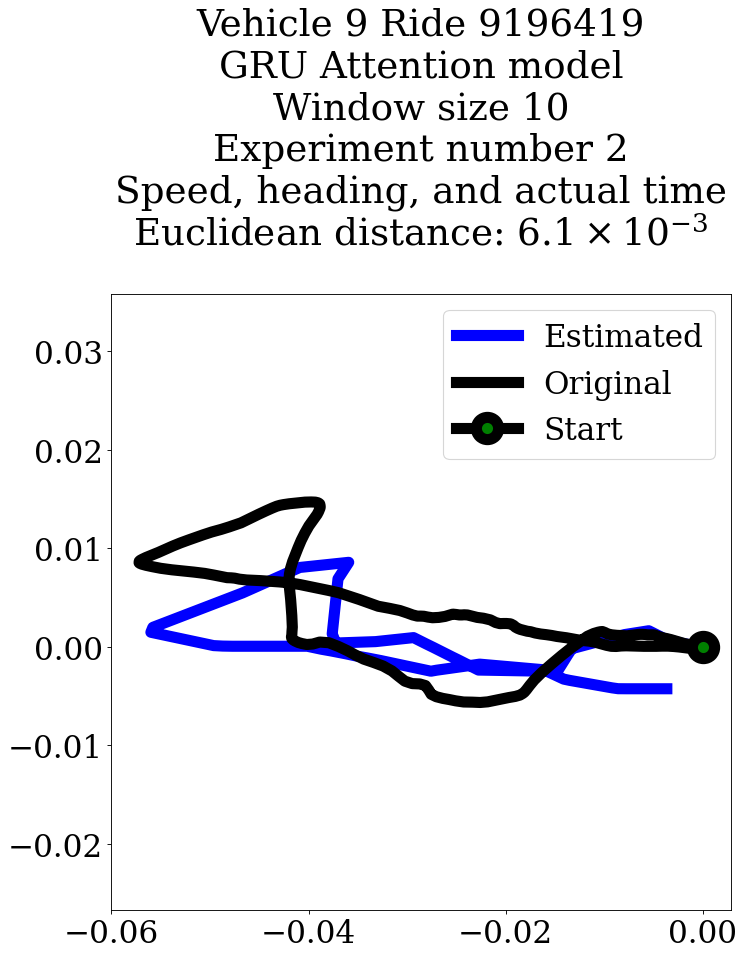 Vehicle 9 Ride 9196419
GRU Attention model
Window size 10
Experiment number 2
Speed, heading, and actual time
Euclidean distance: 6.1 × 10⁻³
Estimated
Original
Start
0.03
0.02
0.01
0.00
−0.01
−0.02
−0.06 −0.04 −0.02 0.00